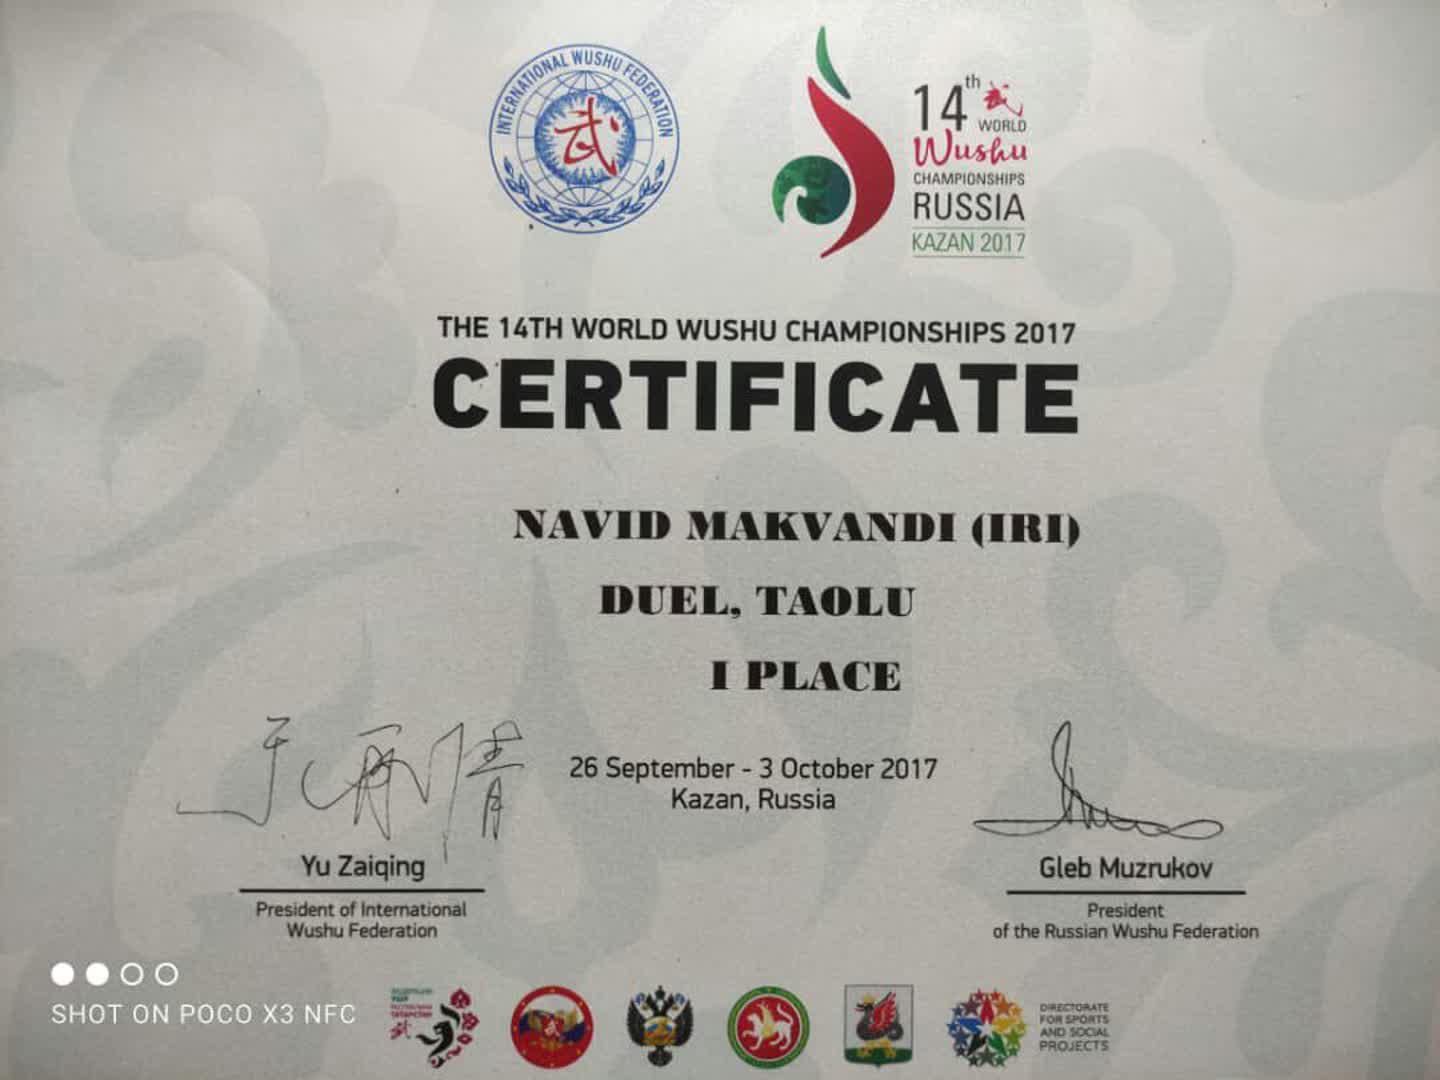 INTERNATIONAL WUSHU FEDERATION
武
14th
WORLD
Wushu
CHAMPIONSHIPS
RUSSIA
KAZAN 2017
THE 14TH WORLD WUSHU CHAMPIONSHIPS 2017
CERTIFICATE
NAVID MAKVANDI (IRI)
DUEL, TAOLU
I PLACE
于再清
26 September - 3 October 2017
Kazan, Russia
Yu Zaiqing
President of International
Wushu Federation
Gleb Muzrukov
President
of the Russian Wushu Federation
SHOT ON POCO X3 NFC
DIRECTORATE
FOR SPORTS
AND SOCIAL
PROJECTS